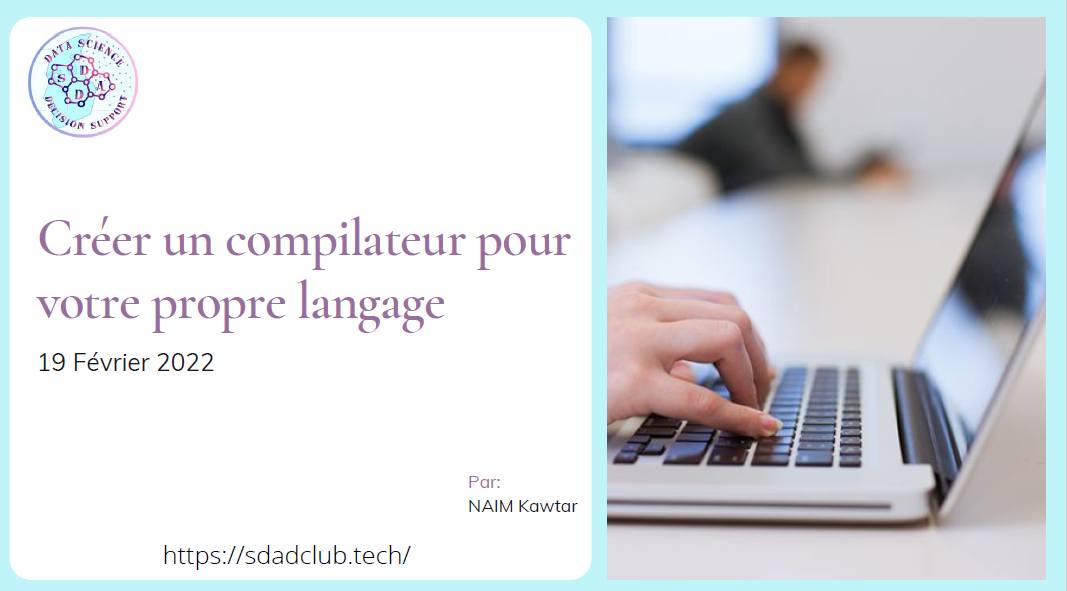 DATA SCIENCE
S D D A
DECISION SUPPORT
Créer un compilateur pour
votre propre langage
19 Février 2022
Par:
NAIM Kawtar
https://sdadclub.tech/